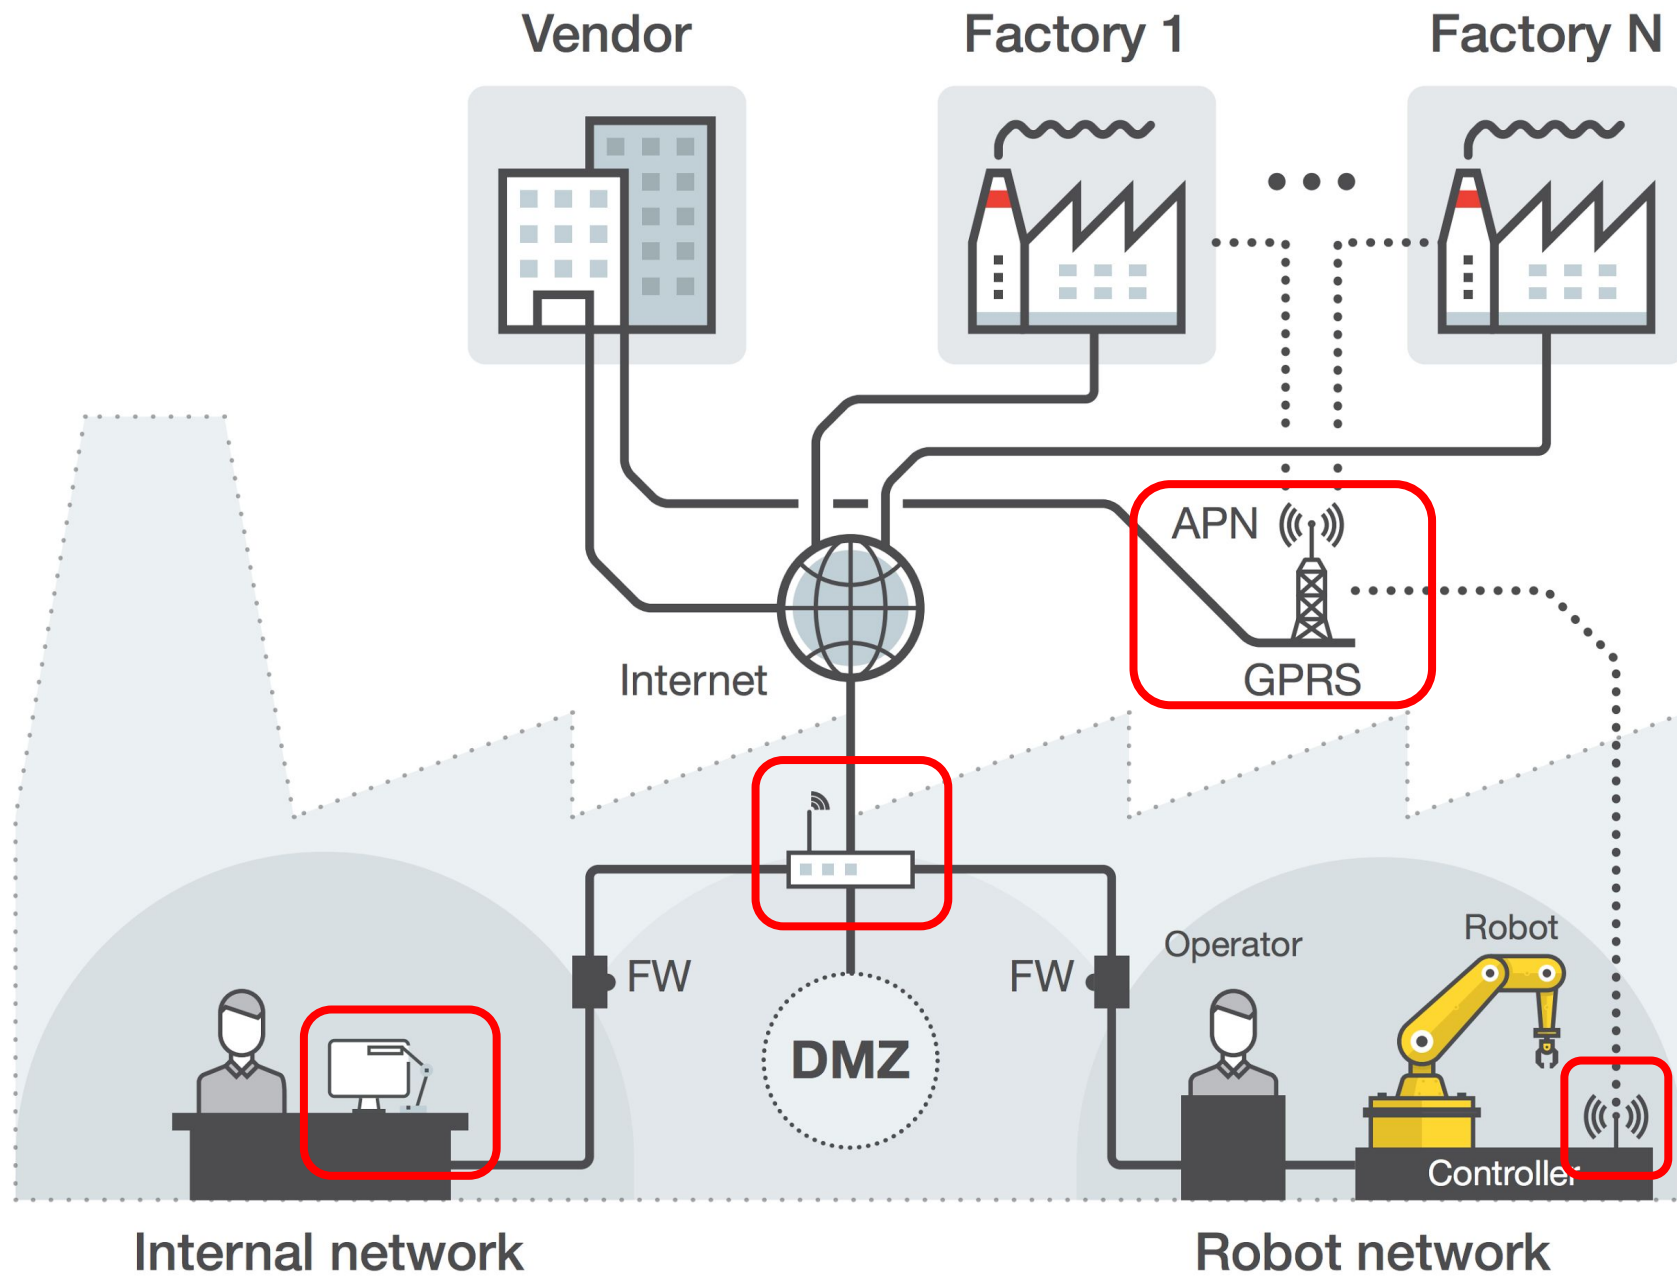 Vendor
Factory 1
Factory N
APN
Internet
GPRS
FW
FW
Operator
Robot
DMZ
Controller
Internal network
Robot network